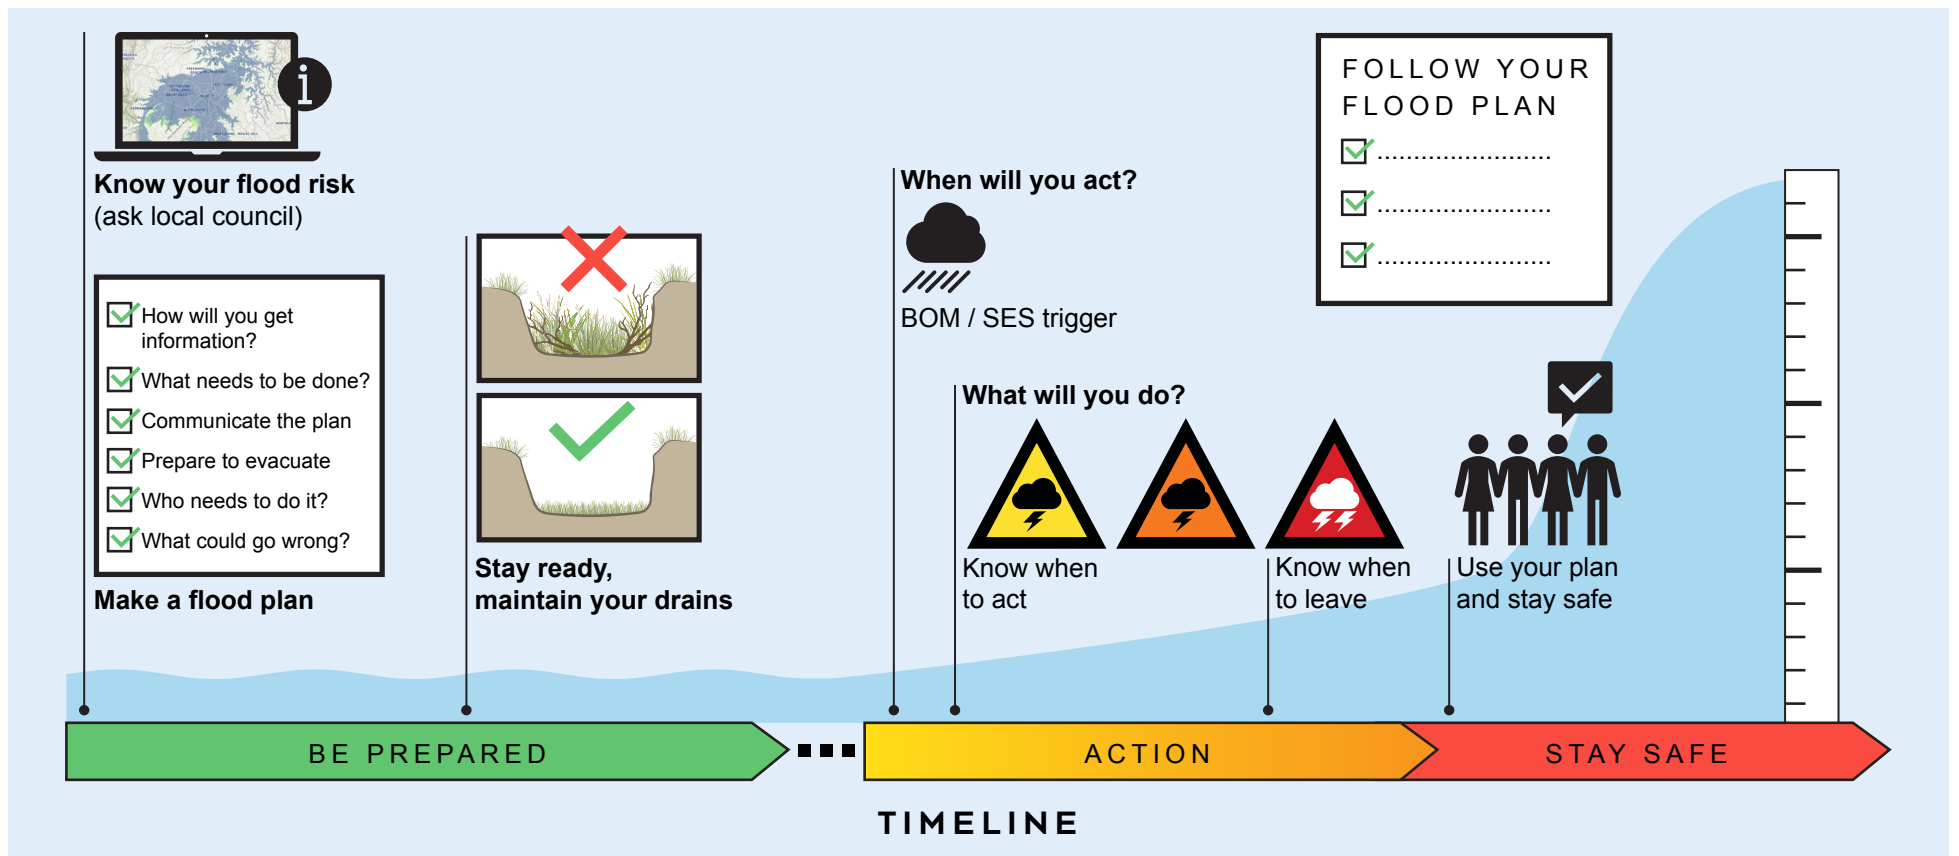 i
Know your flood risk
(ask local council)
How will you get
information?
What needs to be done?
Communicate the plan
Prepare to evacuate
Who needs to do it?
What could go wrong?
Make a flood plan
Stay ready,
maintain your drains
When will you act?
BOM / SES trigger
What will you do?
Know when
to act
Know when
to leave
FOLLOW YOUR
FLOOD PLAN
........................
........................
........................
Use your plan
and stay safe
BE PREPARED
ACTION
STAY SAFE
TIMELINE